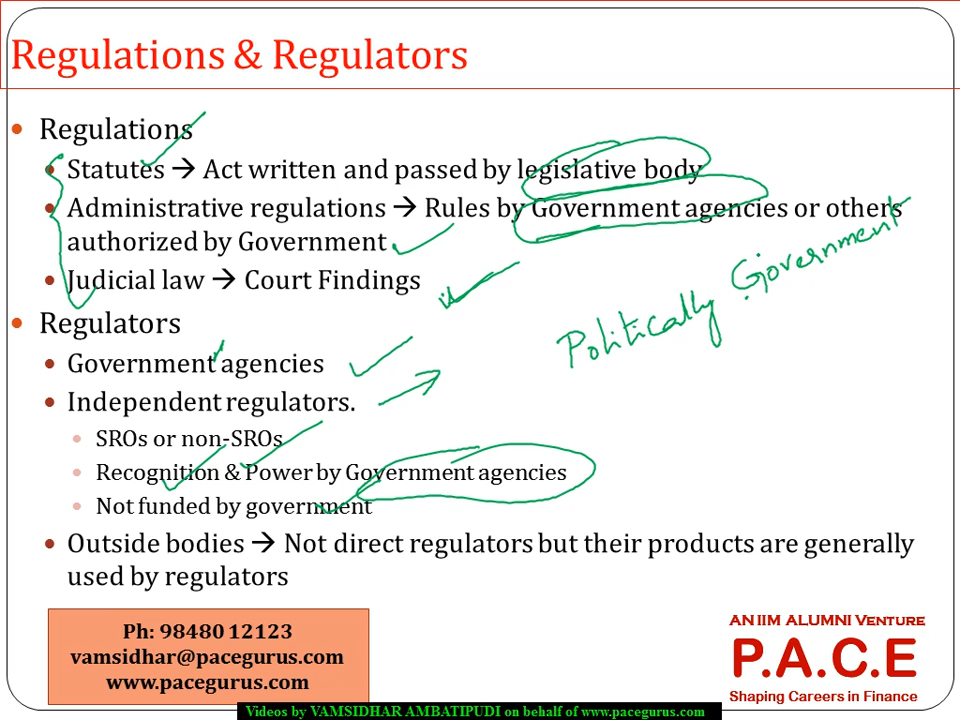 Regulations & Regulators
• Regulations
• Statutes → Act written and passed by legislative body
• Administrative regulations → Rules by Government agencies or others
authorized by Government
• Judicial law → Court Findings
Politically Government
• Regulators
• Government agencies
• Independent regulators.
• SROs or non-SROs
• Recognition & Power by Government agencies
• Not funded by government
• Outside bodies → Not direct regulators but their products are generally
used by regulators
Ph: 98480 12123
vamsidhar@pacegurus.com
www.pacegurus.com
AN IIM ALUMNI VENTURE
P.A.C.E
Shaping Careers in Finance
Videos by VAMSIDHAR AMBATIPUDI on behalf of www.pacegurus.com